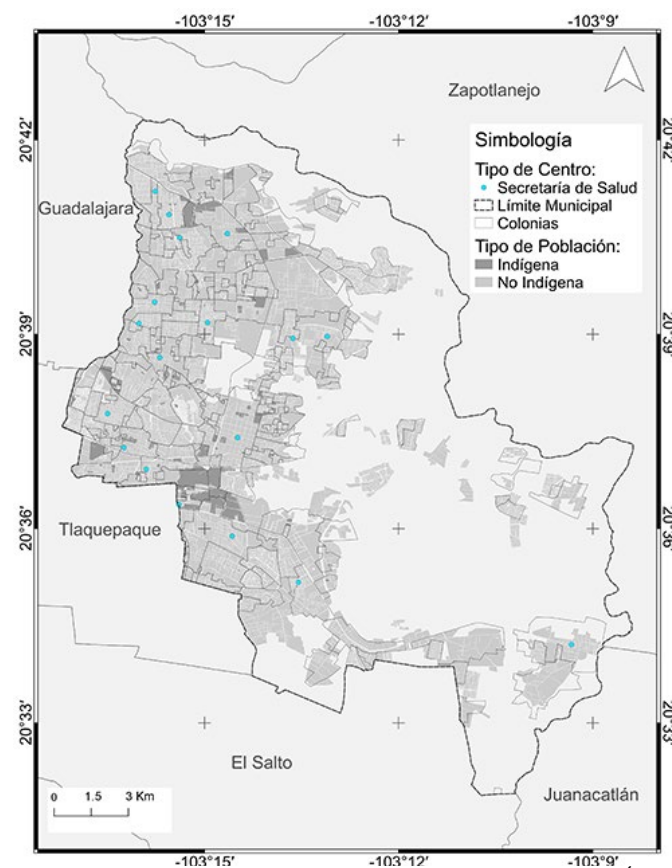 -103°15' -103°12' -103°9'
Zapotlanejo
20°42' 20°42'
Simbología
Tipo de Centro:
Secretaría de Salud
Límite Municipal
Colonias
Tipo de Población:
Indígena
No Indígena
Guadalajara
20°39' 20°39'
Tlaquepaque
20°36' 20°36'
20°33' 20°33'
El Salto
Juanacatlán
0 1.5 3 Km
-103°15' -103°12' -103°9'